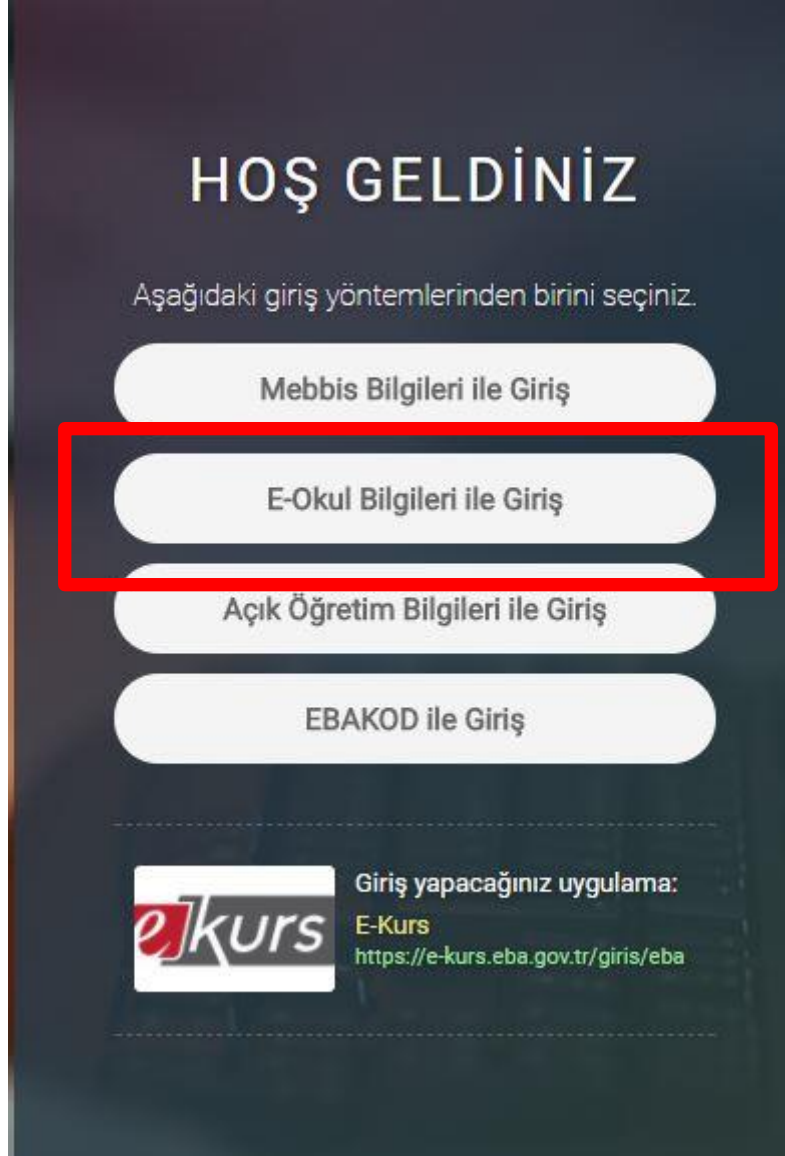 HOŞ GELDİNİZ
Aşağıdaki giriş yöntemlerinden birini seçiniz.
Mebbis Bilgileri ile Giriş
E-Okul Bilgileri ile Giriş
Açık Öğretim Bilgileri ile Giriş
EBAKOD ile Giriş
e kurs
Giriş yapacağınız uygulama:
E-Kurs
https://e-kurs.eba.gov.tr/giris/eba